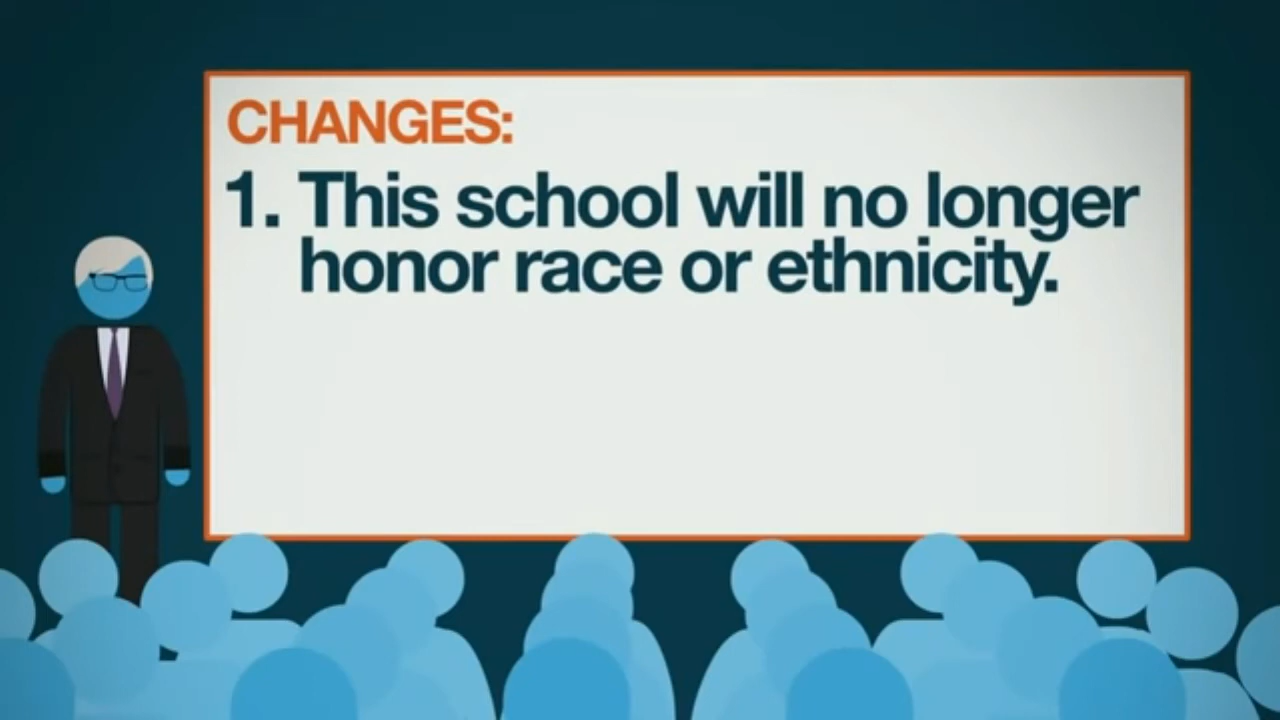 CHANGES:
1. This school will no longer
honor race or ethnicity.